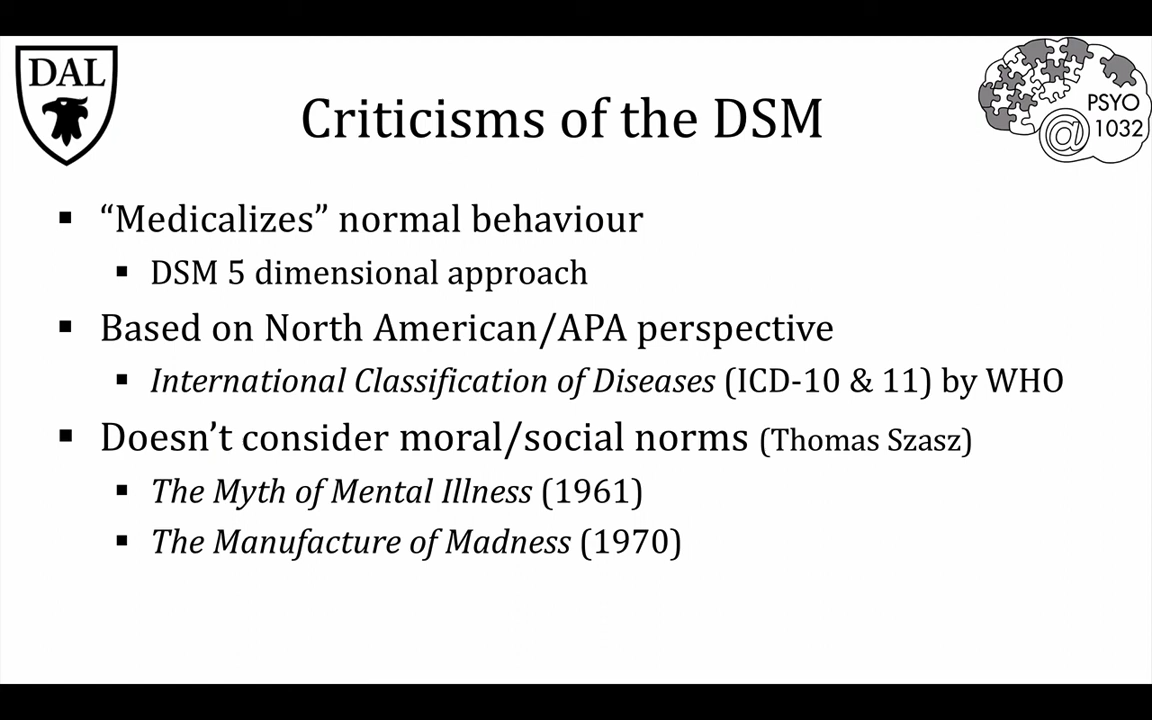 DAL
PSYO
@ 1032
Criticisms of the DSM
▪ “Medicalizes” normal behaviour
▪ DSM 5 dimensional approach
▪ Based on North American/APA perspective
▪ International Classification of Diseases (ICD-10 & 11) by WHO
▪ Doesn’t consider moral/social norms (Thomas Szasz)
▪ The Myth of Mental Illness (1961)
▪ The Manufacture of Madness (1970)